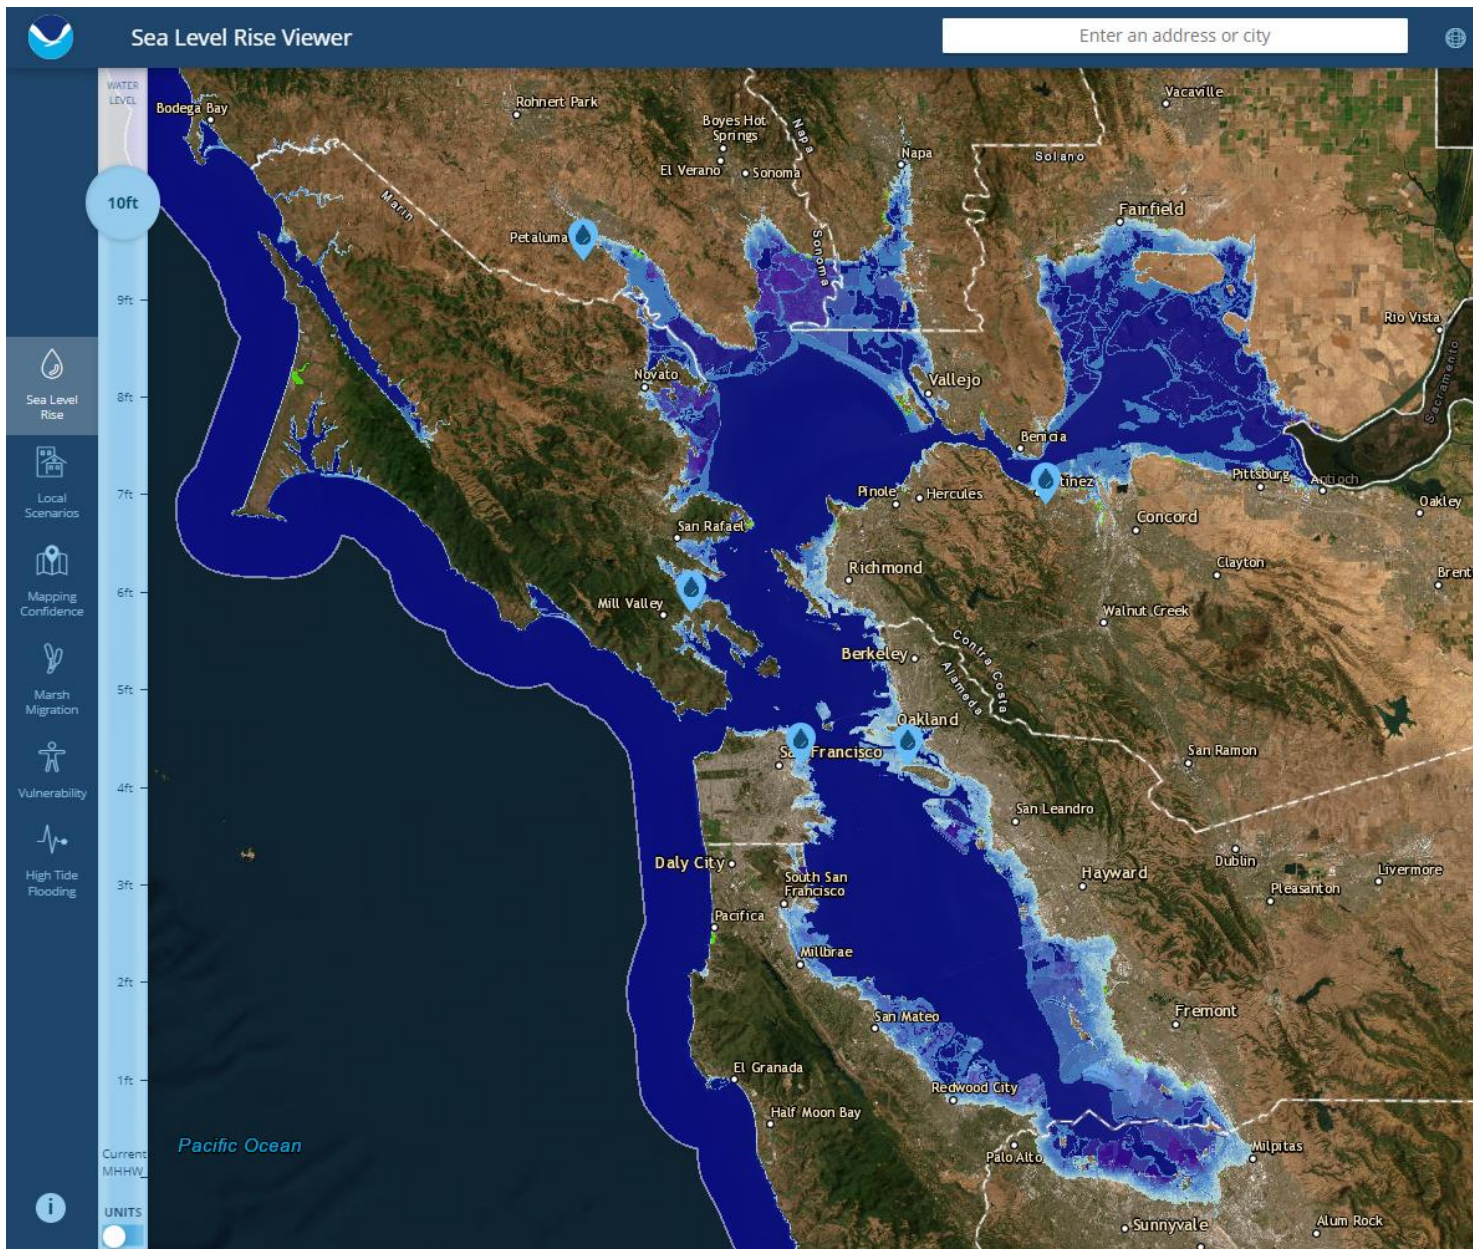 Sea Level Rise Viewer
Enter an address or city
WATER
LEVEL
10ft
9ft
8ft
7ft
6ft
5ft
4ft
3ft
2ft
1ft
Current
MHHW
UNITS
Sea Level
Rise
Local
Scenarios
Mapping
Confidence
Marsh
Migration
Vulnerability
High Tide
Flooding
i
Bodega Bay
Rohnert Park
Vacaville
Boyes Hot
Springs
Napa
Napa
El Verano
Sonoma
Solano
Marin
Petaluma
Sonoma
Fairfield
Rio Vista
Novato
Vallejo
Sacramento
Benicia
tinez
Pittsburg
Antioch
Pinole
Hercules
Oakley
San Rafael
Concord
Richmond
Clayton
Brent
Mill Valley
Walnut Creek
Berkeley
Contra Costa
Alameda
Oakland
San Francisco
San Ramon
San Leandro
Daly City
Dublin
Livermore
Hayward
Pleasanton
South San
Francisco
Pacifica
Millbrae
San Mateo
Fremont
El Granada
Redwood City
Half Moon Bay
Pacific Ocean
Palo Alto
Milpitas
Sunnyvale
Alum Rock